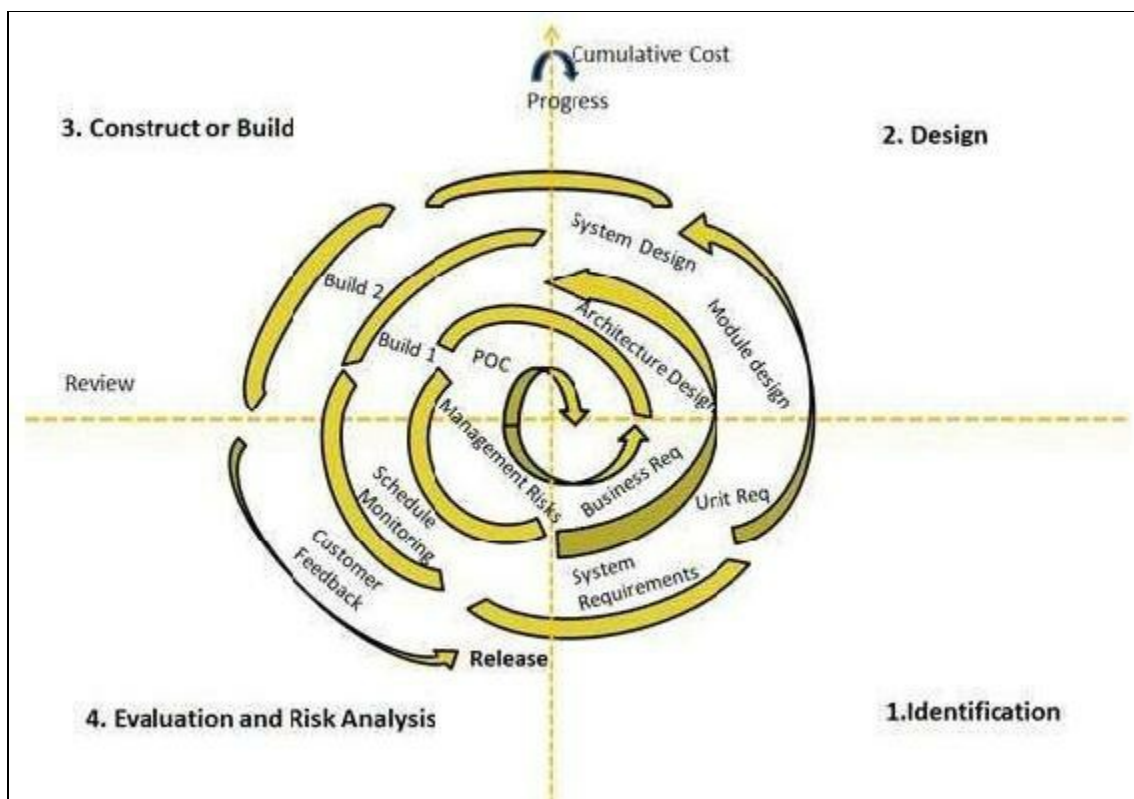 Cumulative Cost
Progress
3. Construct or Build
2. Design
System Design
Build 2
Module design
Architecture Design
Build 1
POC
Review
Management Risks
Business Req
Unit Req
Schedule
Monitoring
System
Requirements
Customer
Feedback
Release
4. Evaluation and Risk Analysis
1.Identification